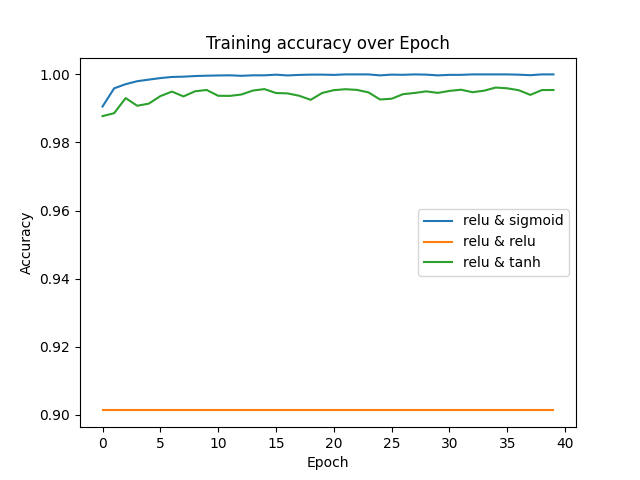 Training accuracy over Epoch
Accuracy
1.00
0.98
0.96
0.94
0.92
0.90
relu & sigmoid
relu & relu
relu & tanh
0 5 10 15 20 25 30 35 40
Epoch